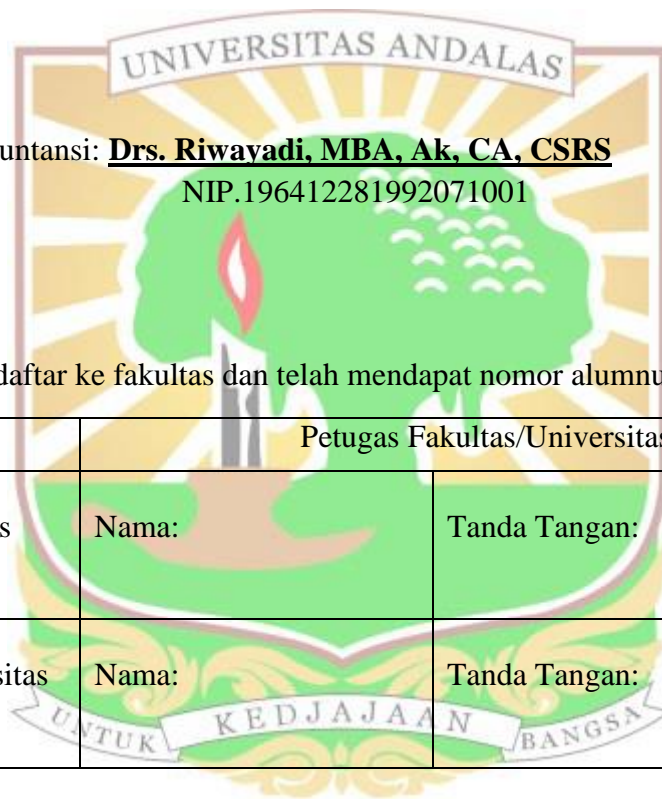 UNIVERSITAS ANDALAS
untansi: Drs. Riwayadi, MBA, Ak, CA, CSRS
NIP.196412281992071001
daftar ke fakultas dan telah mendapat nomor alumnu
Petugas Fakultas/Universitas
s Nama: Tanda Tangan:
sitas Nama: Tanda Tangan:
UNTUK KEDJAJAAN BANGSA